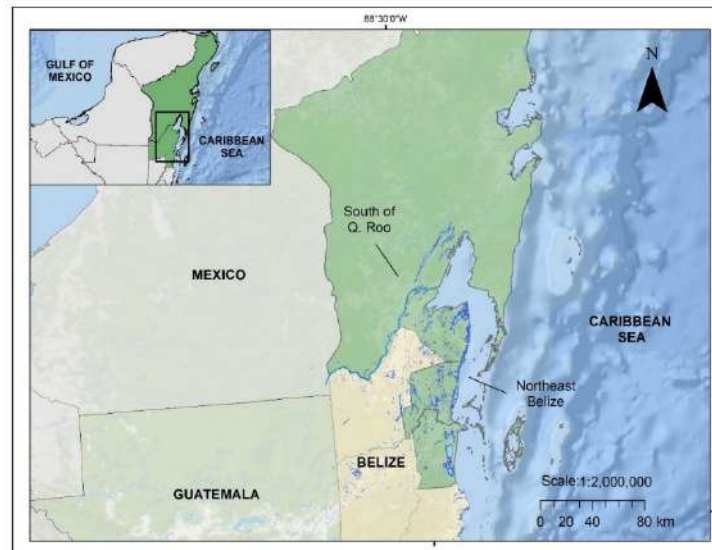 88°30'0"W
GULF OF
MEXICO
CARIBBEAN
SEA
N
South of
Q. Roo
MEXICO
CARIBBEAN
SEA
Northeast
Belize
BELIZE
GUATEMALA
Scale:1:2,000,000
0 20 40 80 km